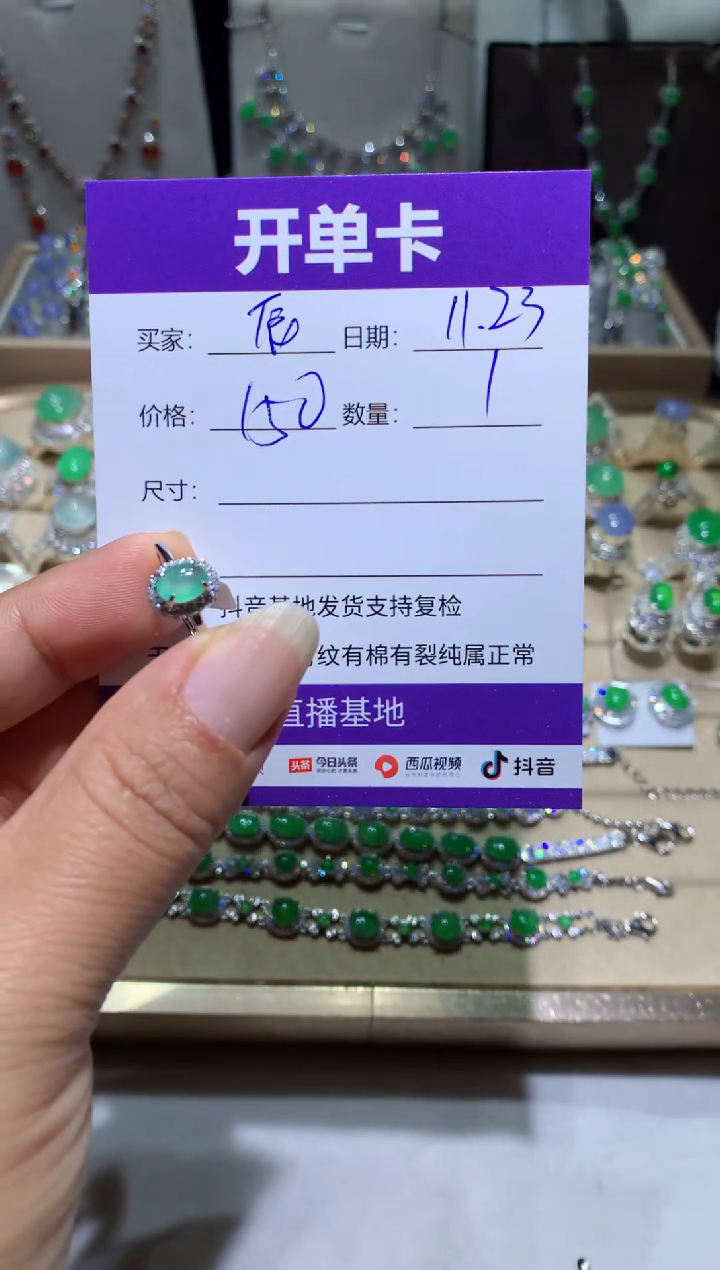 开单卡
买家: 日期: 11.23
价格: 150 数量: 1
尺寸:
抖音基地发货支持复检
纹有棉有裂纯属正常
直播基地
头条 今日头条 西瓜视频 抖音